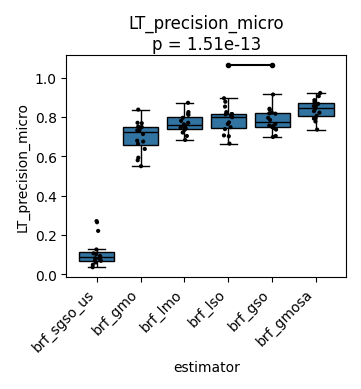 LT_precision_micro
p = 1.51e-13
LT_precision_micro
1.0
0.8
0.6
0.4
0.2
0.0
brf_sgso_us
brf_gmo
brf_lmo
brf_lso
brf_gso
brf_gmosa
estimator